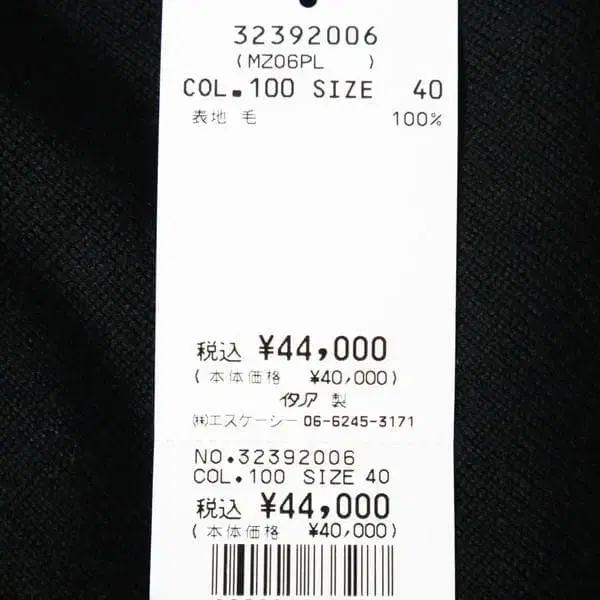 32392006
(MZ06PL )
COL.100 SIZE 40
表地 毛 100%
税込 ¥44,000
(本体価格 ¥40,000)
イタリア 製
㈱エスケーシー 06-6245-3171
NO.32392006
COL.100 SIZE 40
税込 ¥44,000
(本体価格 ¥40,000)